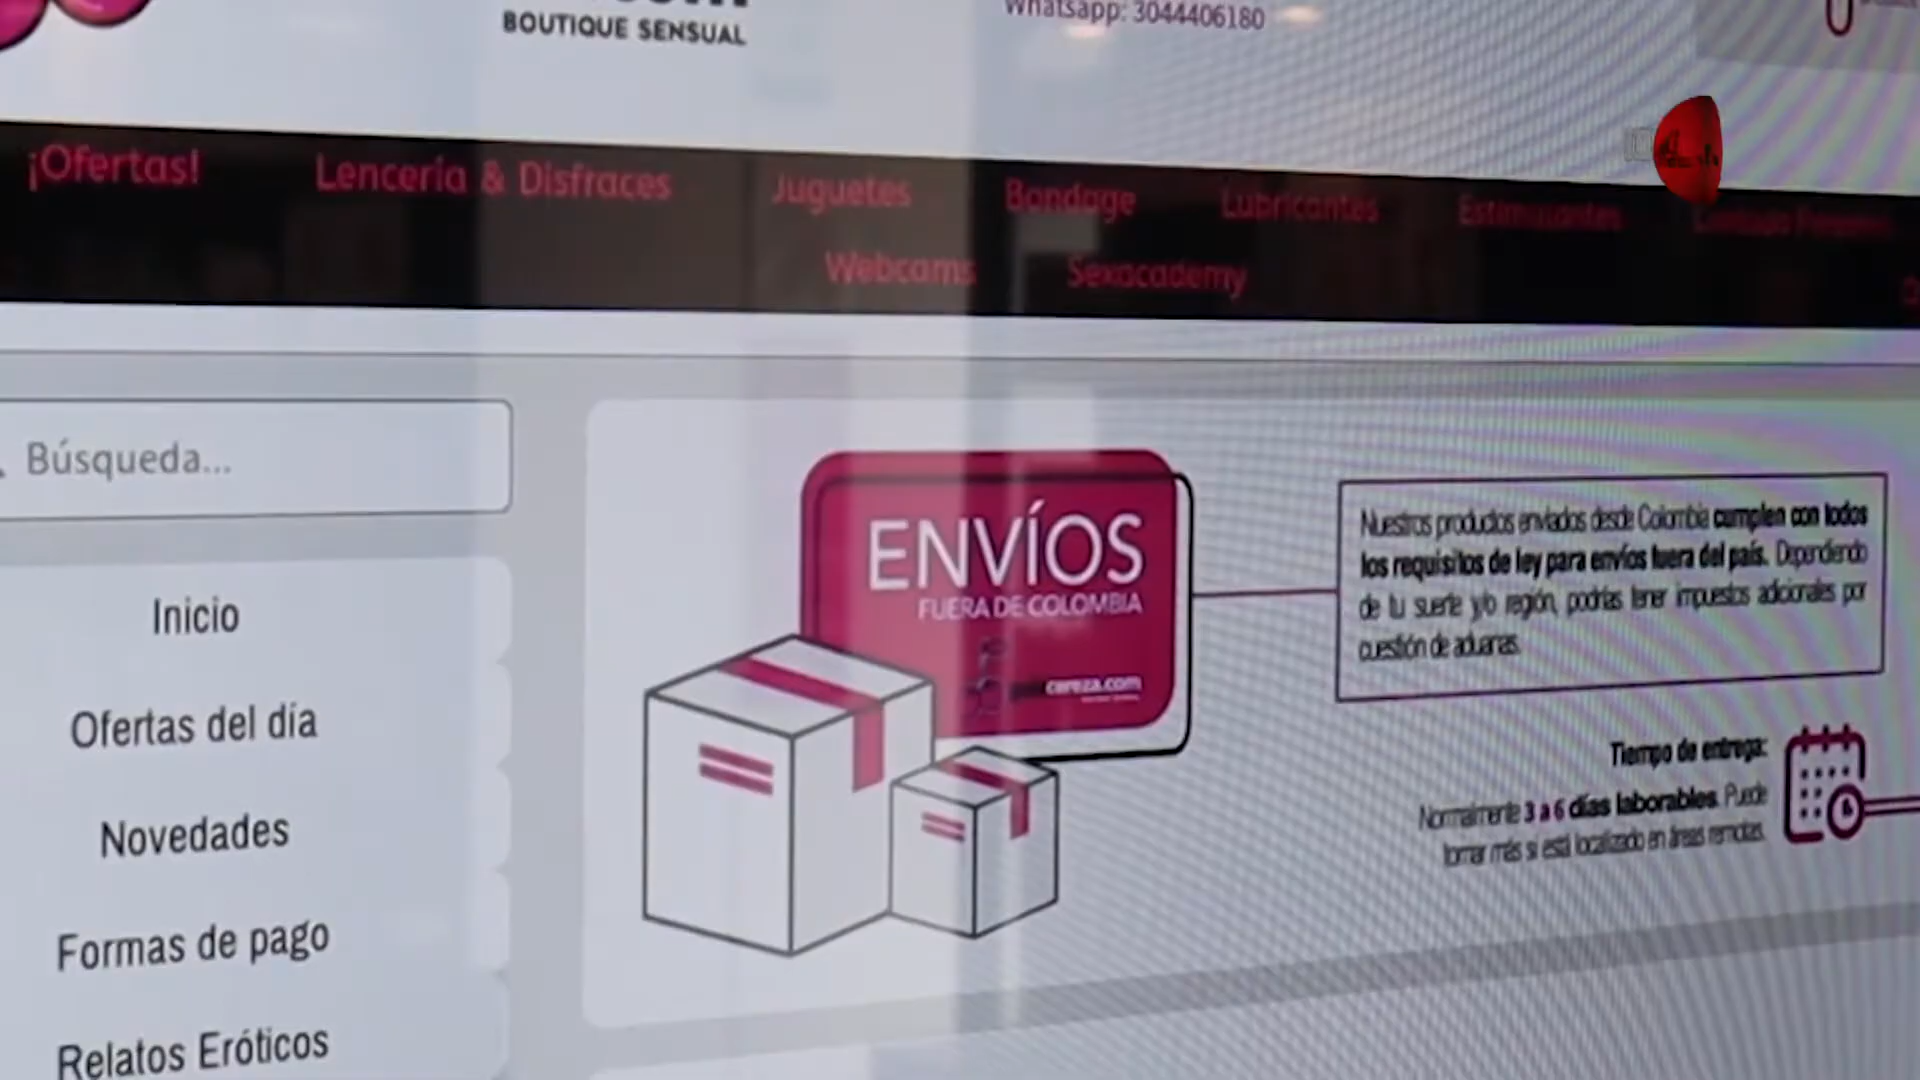 BOUTIQUE SENSUAL
Whatsapp: 3044406180
¡Ofertas!
Lencería & Disfraces
Juguetes
Bondage
Lubricantes
Estimulantes
Webcams
Sexacademy
Búsqueda...
Inicio
Ofertas del día
Novedades
Formas de pago
Relatos Eróticos
ENVÍOS
FUERA DE COLOMBIA
cereza.com
Nuestros productos enviados desde Colombia cumplen con todos
los requisitos de ley para envíos fuera del país. Dependiendo
de tu suerte y/o región, podrías tener impuestos adicionales por
cuestión de aduanas.
Tiempo de entrega:
Normalmente 3 a 6 días laborables. Puede
tomar más si está localizado en áreas remotas.